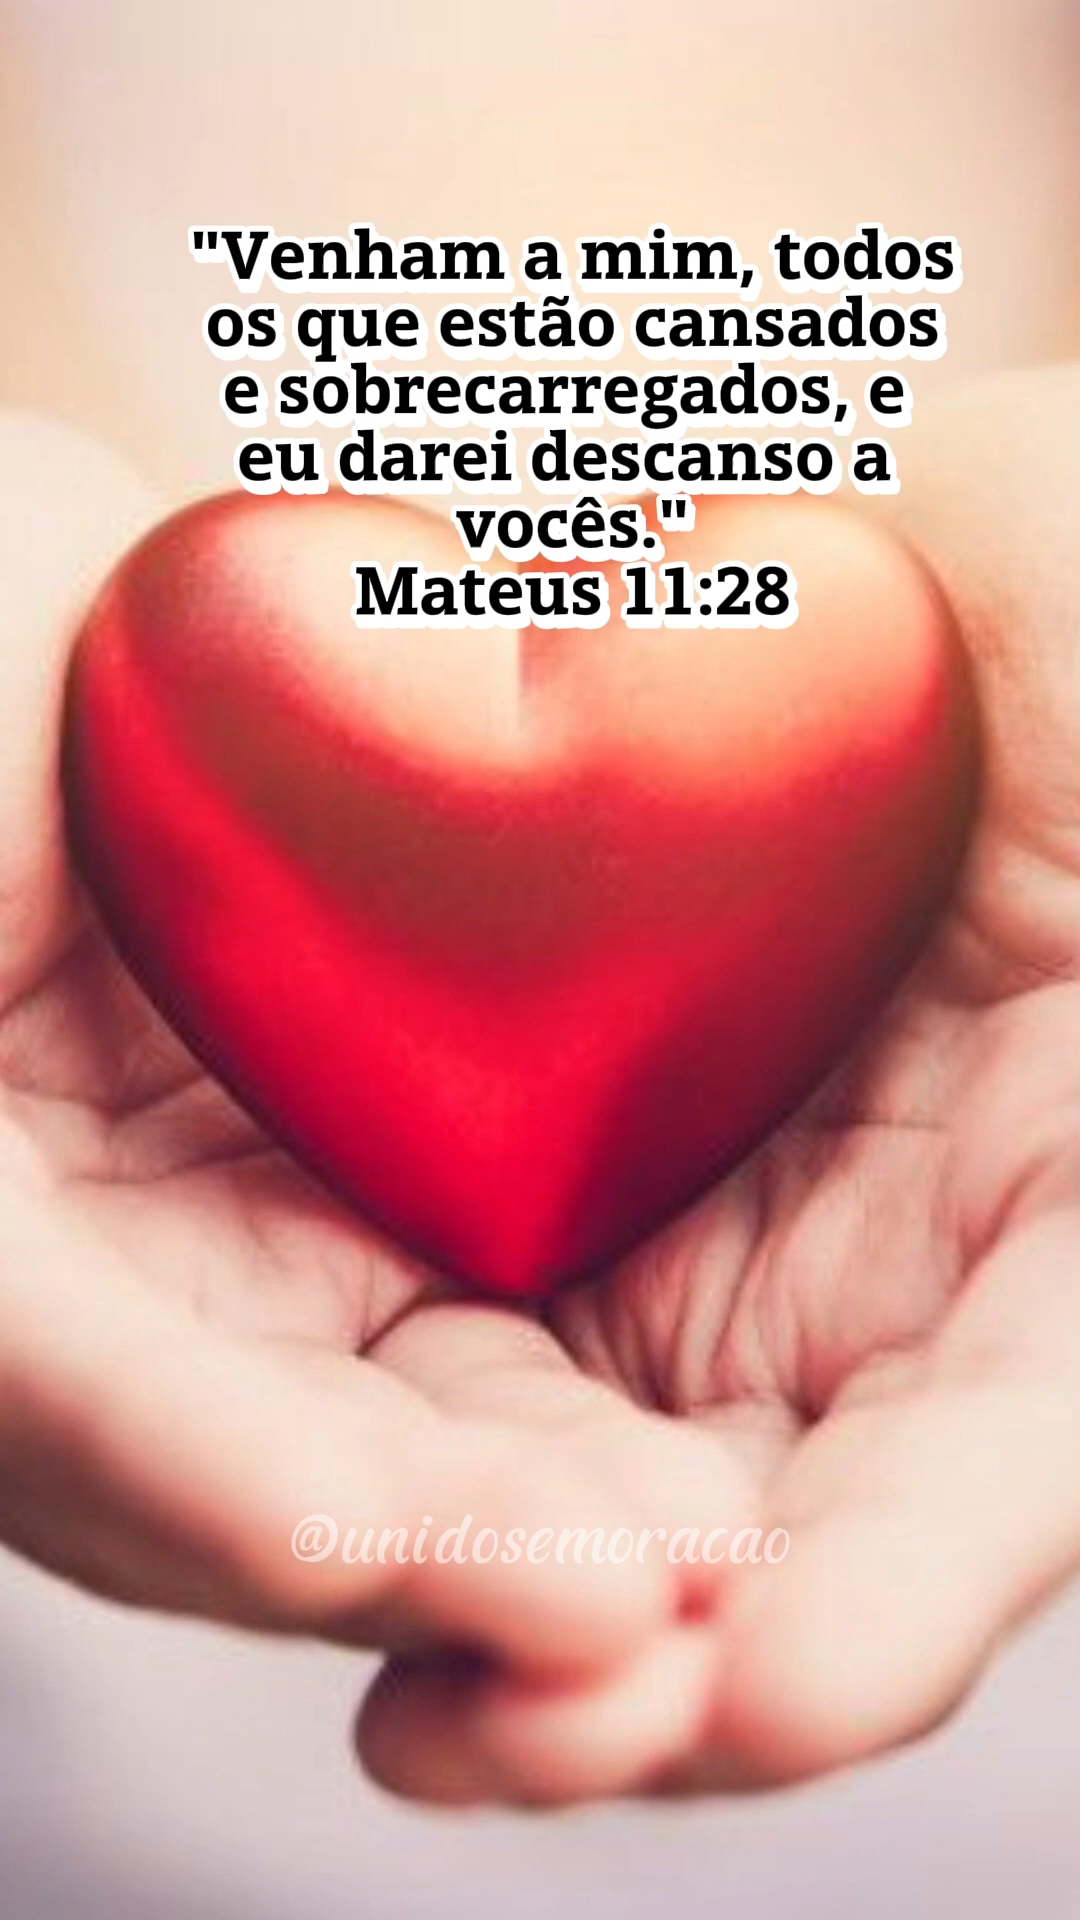 "Venham a mim, todos
os que estão cansados
e sobrecarregados, e
eu darei descanso a
vocês."
Mateus 11:28
@unidosemoracao